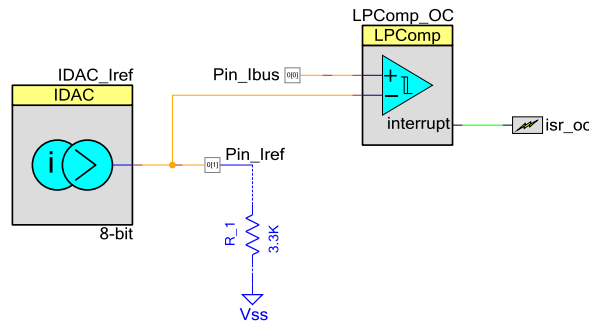 LPComp_OC
LPComp
IDAC_Iref
IDAC
Pin_Ibus
0[0]
+
−
interrupt
isr_oc
i
Pin_Iref
0[1]
8-bit
R_1
3.3K
Vss